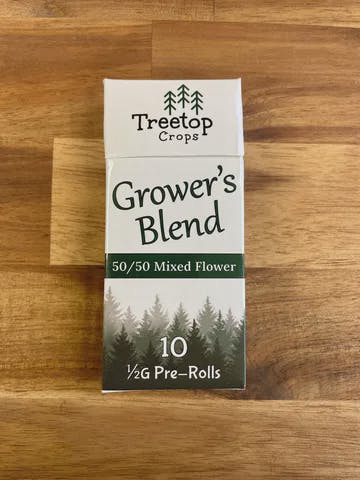 Treetop
Crops
Grower's
Blend
50/50 Mixed Flower
10
½G Pre-Rolls